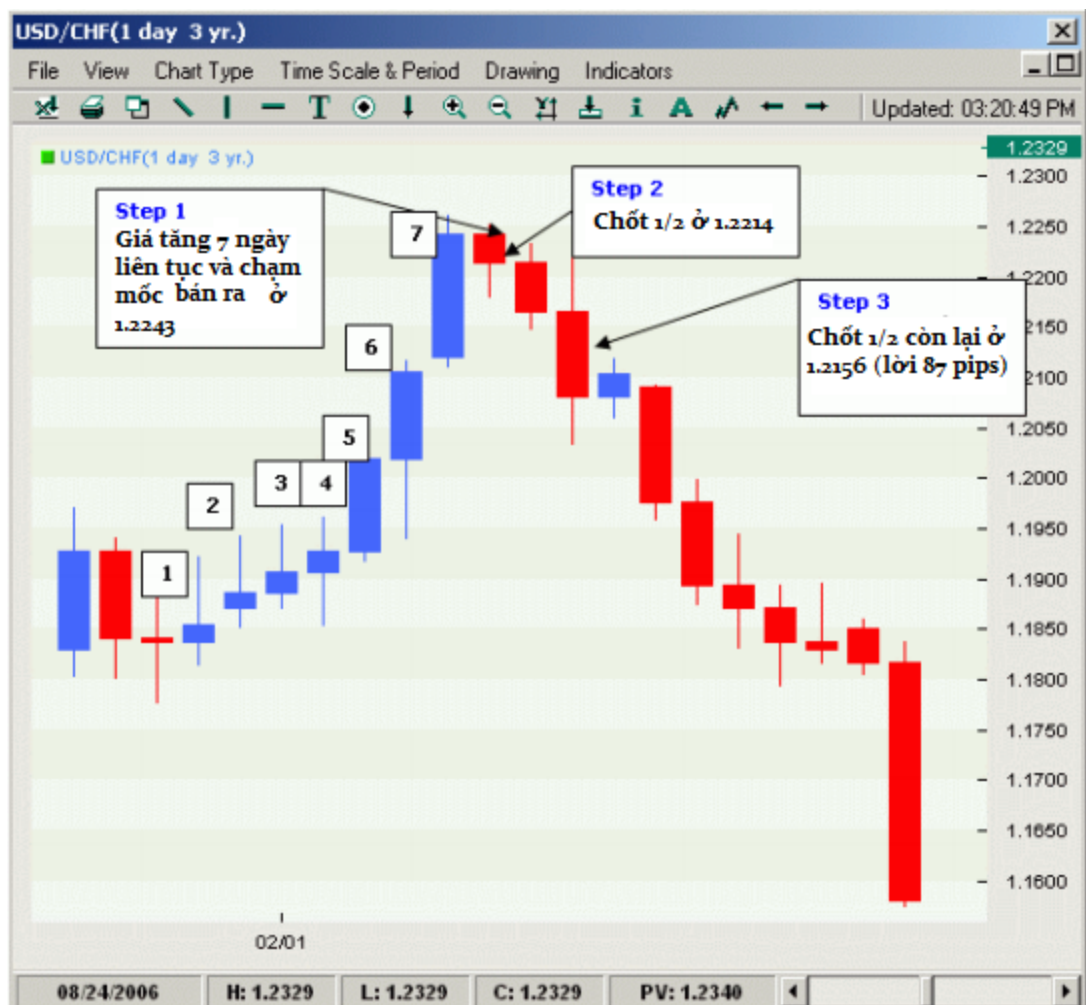 USD/CHF(1 day 3 yr.)
File View Chart Type Time Scale & Period Drawing Indicators
Updated: 03:20:49 PM
USD/CHF(1 day 3 yr.)
1.2329
1.2300
Step 1
Giá tăng 7 ngày
liên tục và chạm
mốc bán ra ở
1.2243
Step 2
Chốt 1/2 ở 1.2214
Step 3
Chốt 1/2 còn lại ở
1.2156 (lời 87 pips)
7
6
5
3
4
2
1
1.2250
1.2200
2150
2100
1.2050
1.2000
1.1950
1.1900
1.1850
1.1800
1.1750
1.1700
1.1650
1.1600
02/01
08/24/2006 H: 1.2329 L: 1.2329 C: 1.2329 PV: 1.2340